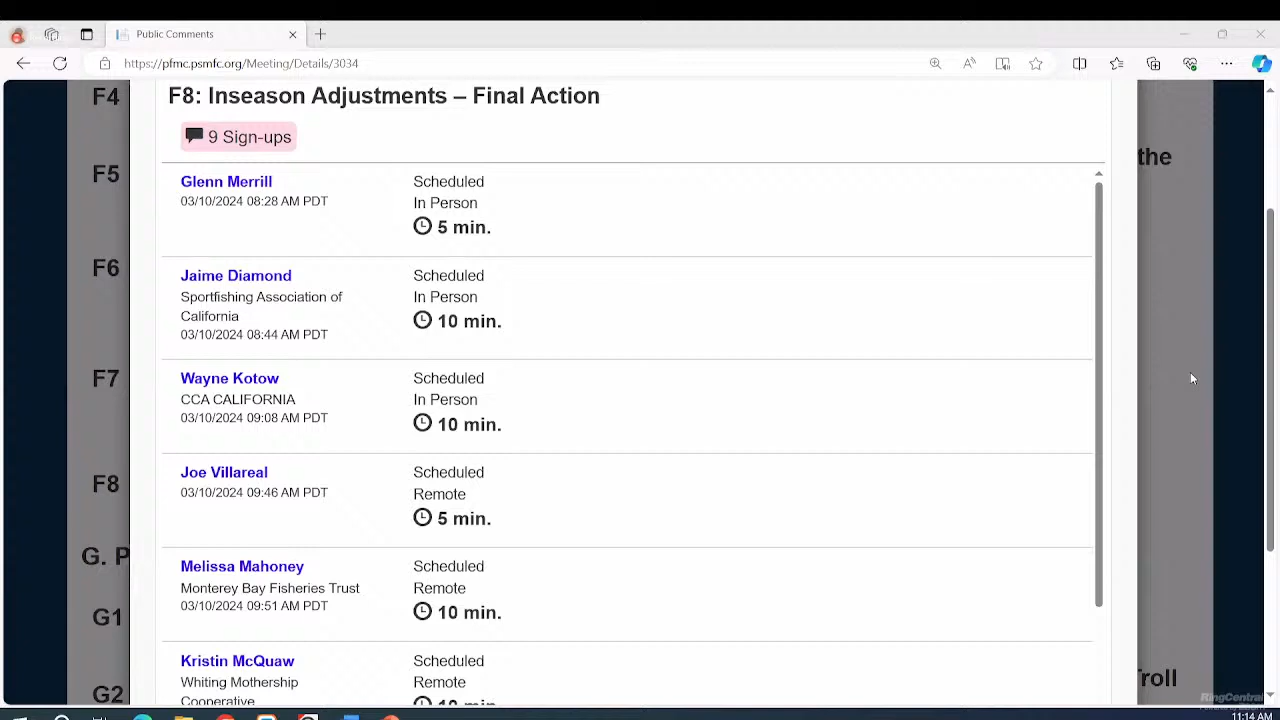 Public Comments
https://pfmc.psmfc.org/Meeting/Details/3034
F4
F8: Inseason Adjustments – Final Action
9 Sign-ups
the
F5
Glenn Merrill
03/10/2024 08:28 AM PDT
Scheduled
In Person
5 min.
F6
Jaime Diamond
Sportfishing Association of
California
03/10/2024 08:44 AM PDT
Scheduled
In Person
10 min.
F7
Wayne Kotow
CCA CALIFORNIA
03/10/2024 09:08 AM PDT
Scheduled
In Person
10 min.
F8
Joe Villareal
03/10/2024 09:46 AM PDT
Scheduled
Remote
5 min.
G. P
Melissa Mahoney
Monterey Bay Fisheries Trust
03/10/2024 09:51 AM PDT
Scheduled
Remote
10 min.
G1
Kristin McQuaw
Whiting Mothership
Cooperative
Scheduled
Remote
10 min.
G2
Troll
RingCentral
11:14 AM